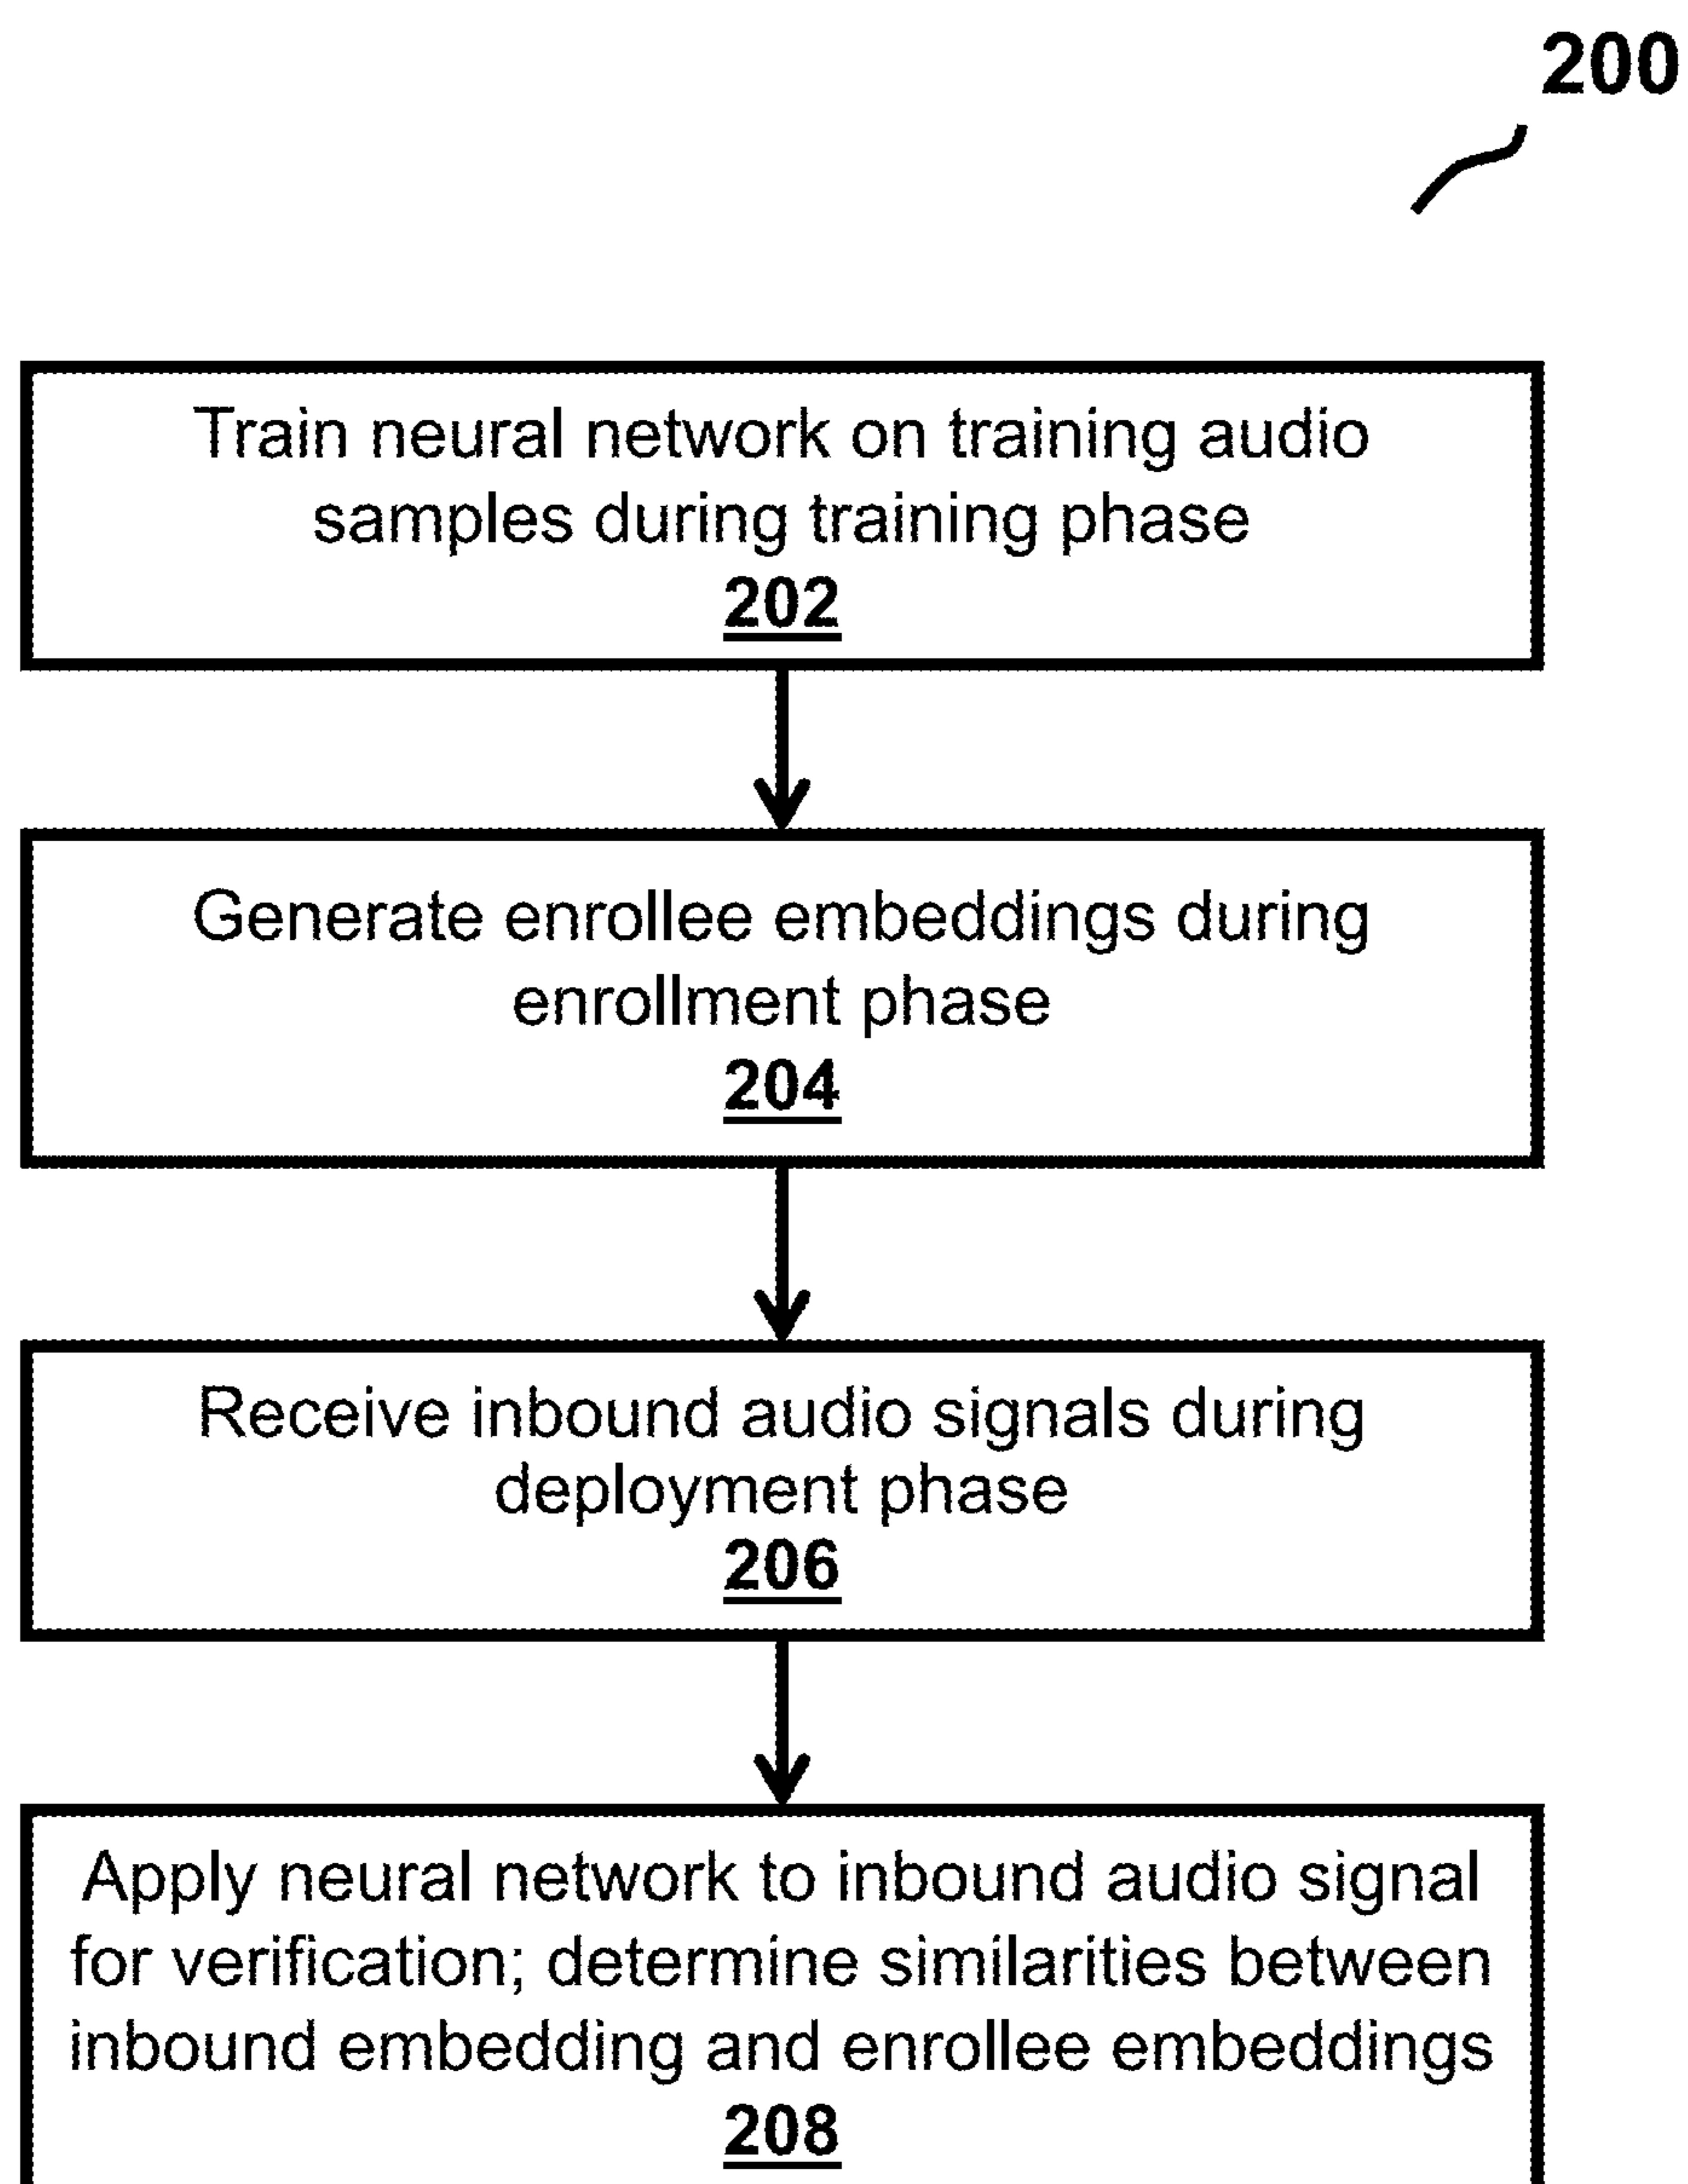 200
Train neural network on training audio
samples during training phase
202
Generate enrollee embeddings during
enrollment phase
204
Receive inbound audio signals during
deployment phase
206
Apply neural network to inbound audio signal
for verification; determine similarities between
inbound embedding and enrollee embeddings
208